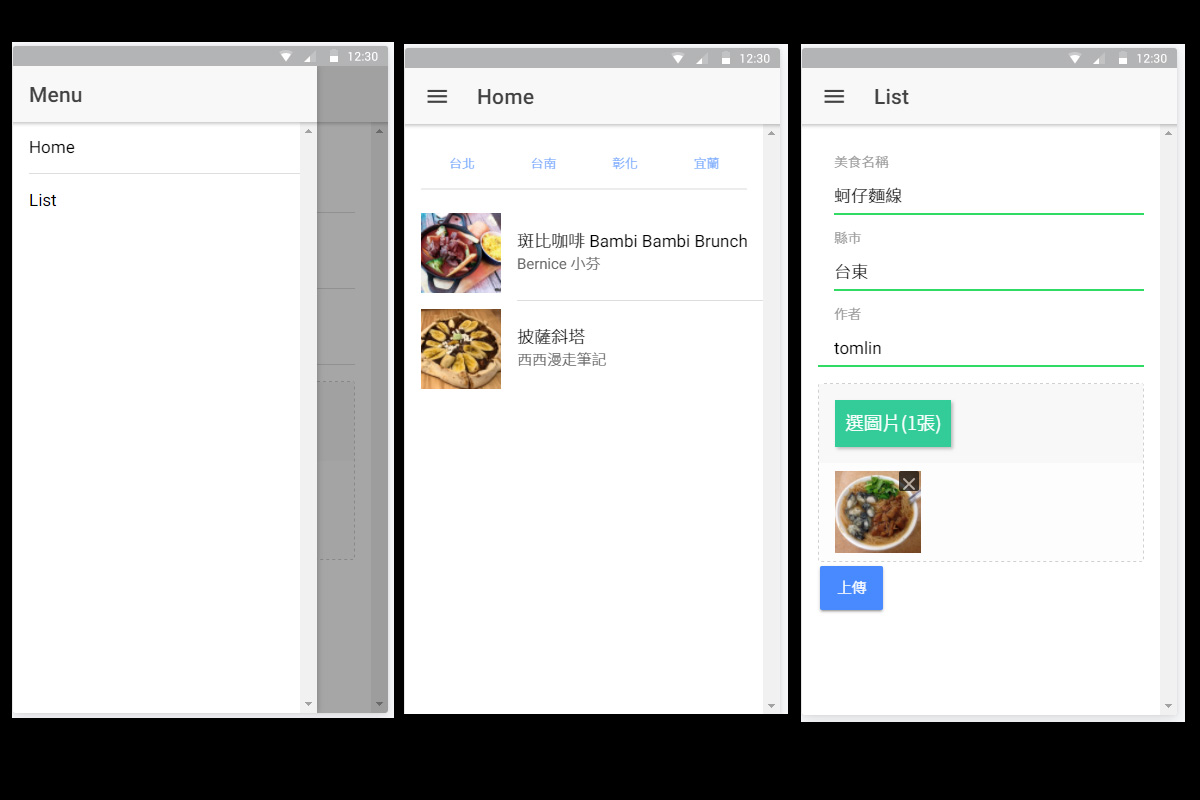 12:30
Menu
Home
List
12:30
Home
台北 台南 彰化 宜蘭
斑比咖啡 Bambi Bambi Brunch
Bernice 小芬
披薩斜塔
西西漫走筆記
12:30
List
美食名稱
蚵仔麵線
縣市
台東
作者
tomlin
選圖片(1張)
上傳